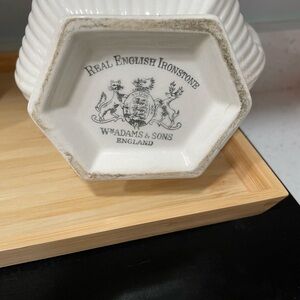 REAL ENGLISH IRONSTONE
WM ADAMS & SONS
ENGLAND